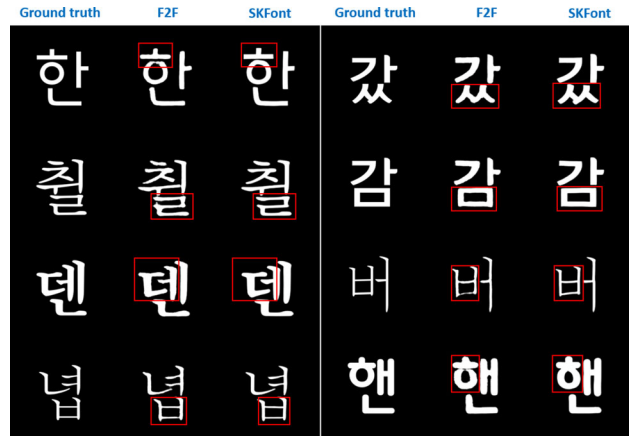 Ground truth F2F SKFont Ground truth F2F SKFont
한 한 한 갔 갔 갔
췰 췰 췰 감 감 감
덴 덴 덴 버 버 버
녑 녑 녑 핸 핸 핸